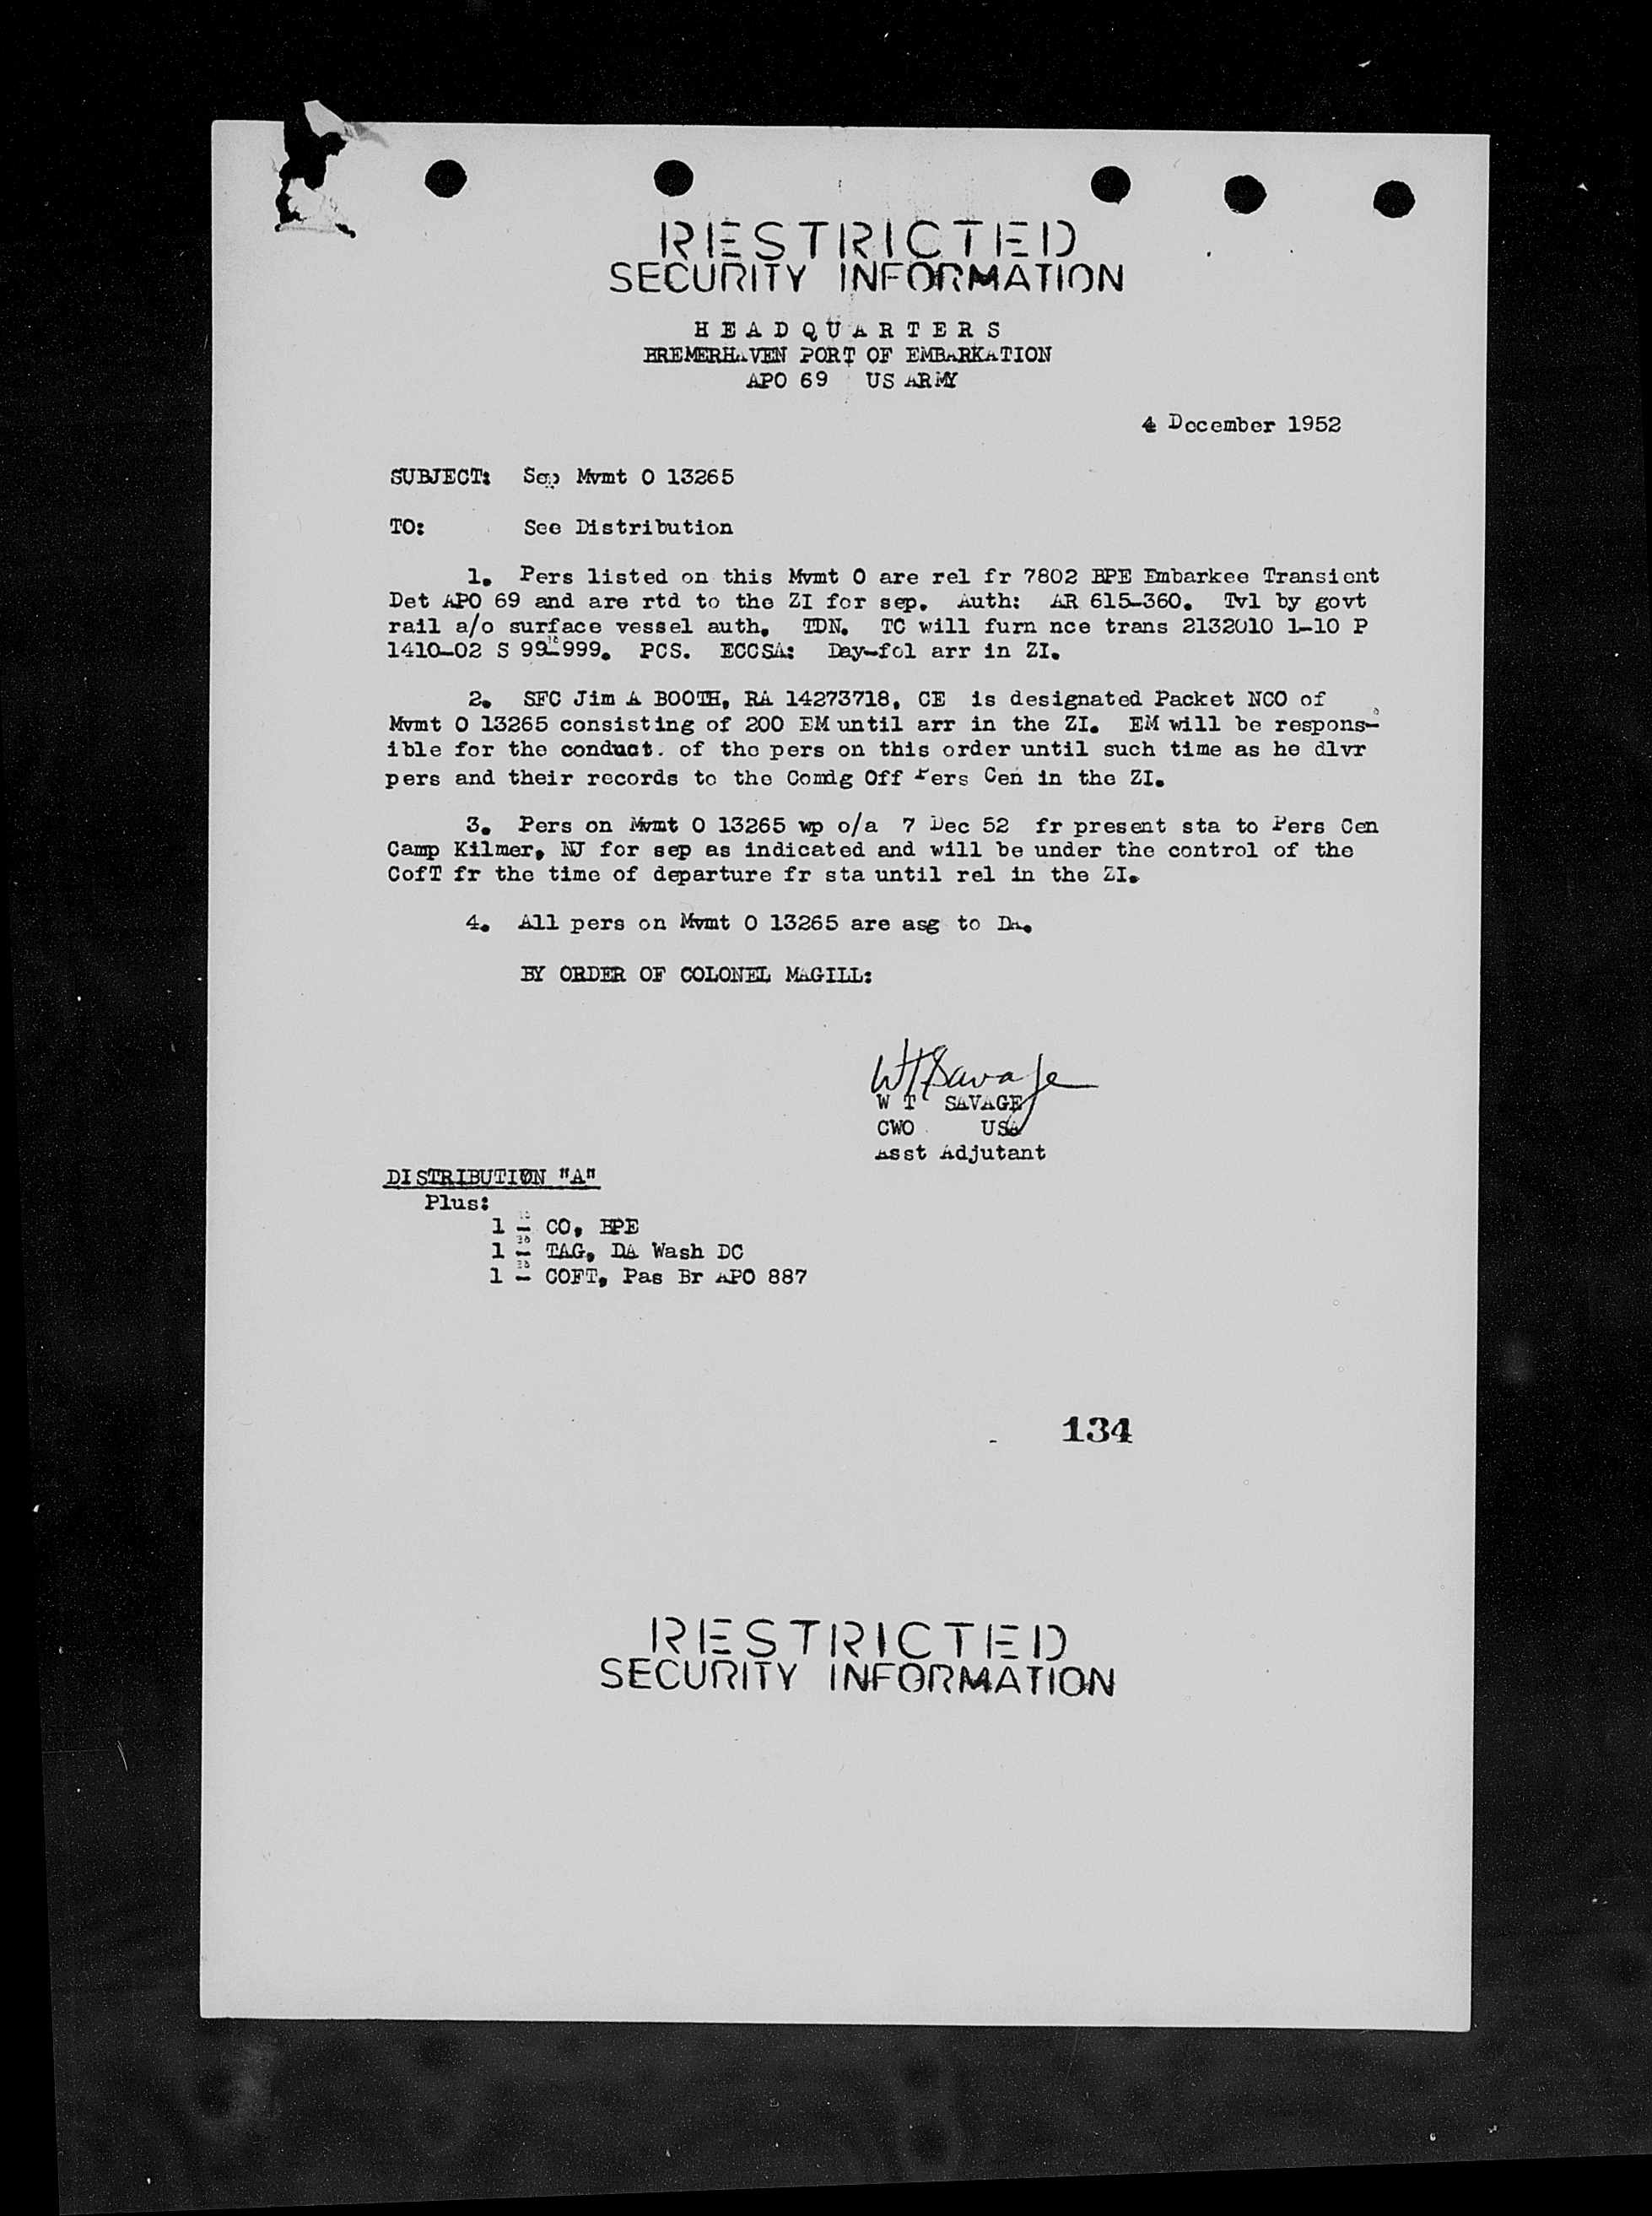 RESTRICTED
SECURITY INFORMATION
HEADQUARTERS
BREMERHAVEN PORT OF EMBARKATION
APO 69 US ARMY
4 December 1952
SUBJECT: Sep Mvmt O 13265
TO: See Distribution
1. Pers listed on this Mvmt O are rel fr 7802 BPE Embarkee Transient
Det APO 69 and are rtd to the ZI for sep. Auth: AR 615-360. Tvl by govt
rail a/o surface vessel auth. TDN. TC will furn nce trans 2132010 1-10 P
1410-02 S 99-999. PCS. ECCSA: Day-fol arr in ZI.
2. SFC Jim A BOOTH, RA 14273718, CE is designated Packet NCO of
Mvmt O 13265 consisting of 200 EM until arr in the ZI. EM will be respons-
ible for the conduct. of the pers on this order until such time as he dlvr
pers and their records to the Comdg Off Pers Cen in the ZI.
3. Pers on Mvmt O 13265 wp o/a 7 Dec 52 fr present sta to Pers Cen
Camp Kilmer, NJ for sep as indicated and will be under the control of the
CofT fr the time of departure fr sta until rel in the ZI.
4. All pers on Mvmt O 13265 are asg to DA.
BY ORDER OF COLONEL MAGILL:
WTSavage
W T SAVAGE
CWO USA
Asst Adjutant
DISTRIBUTION "A"
Plus:
1 - CO, BPE
1 - TAG, DA Wash DC
1 - COFT, Pas Br APO 887
134
RESTRICTED
SECURITY INFORMATION